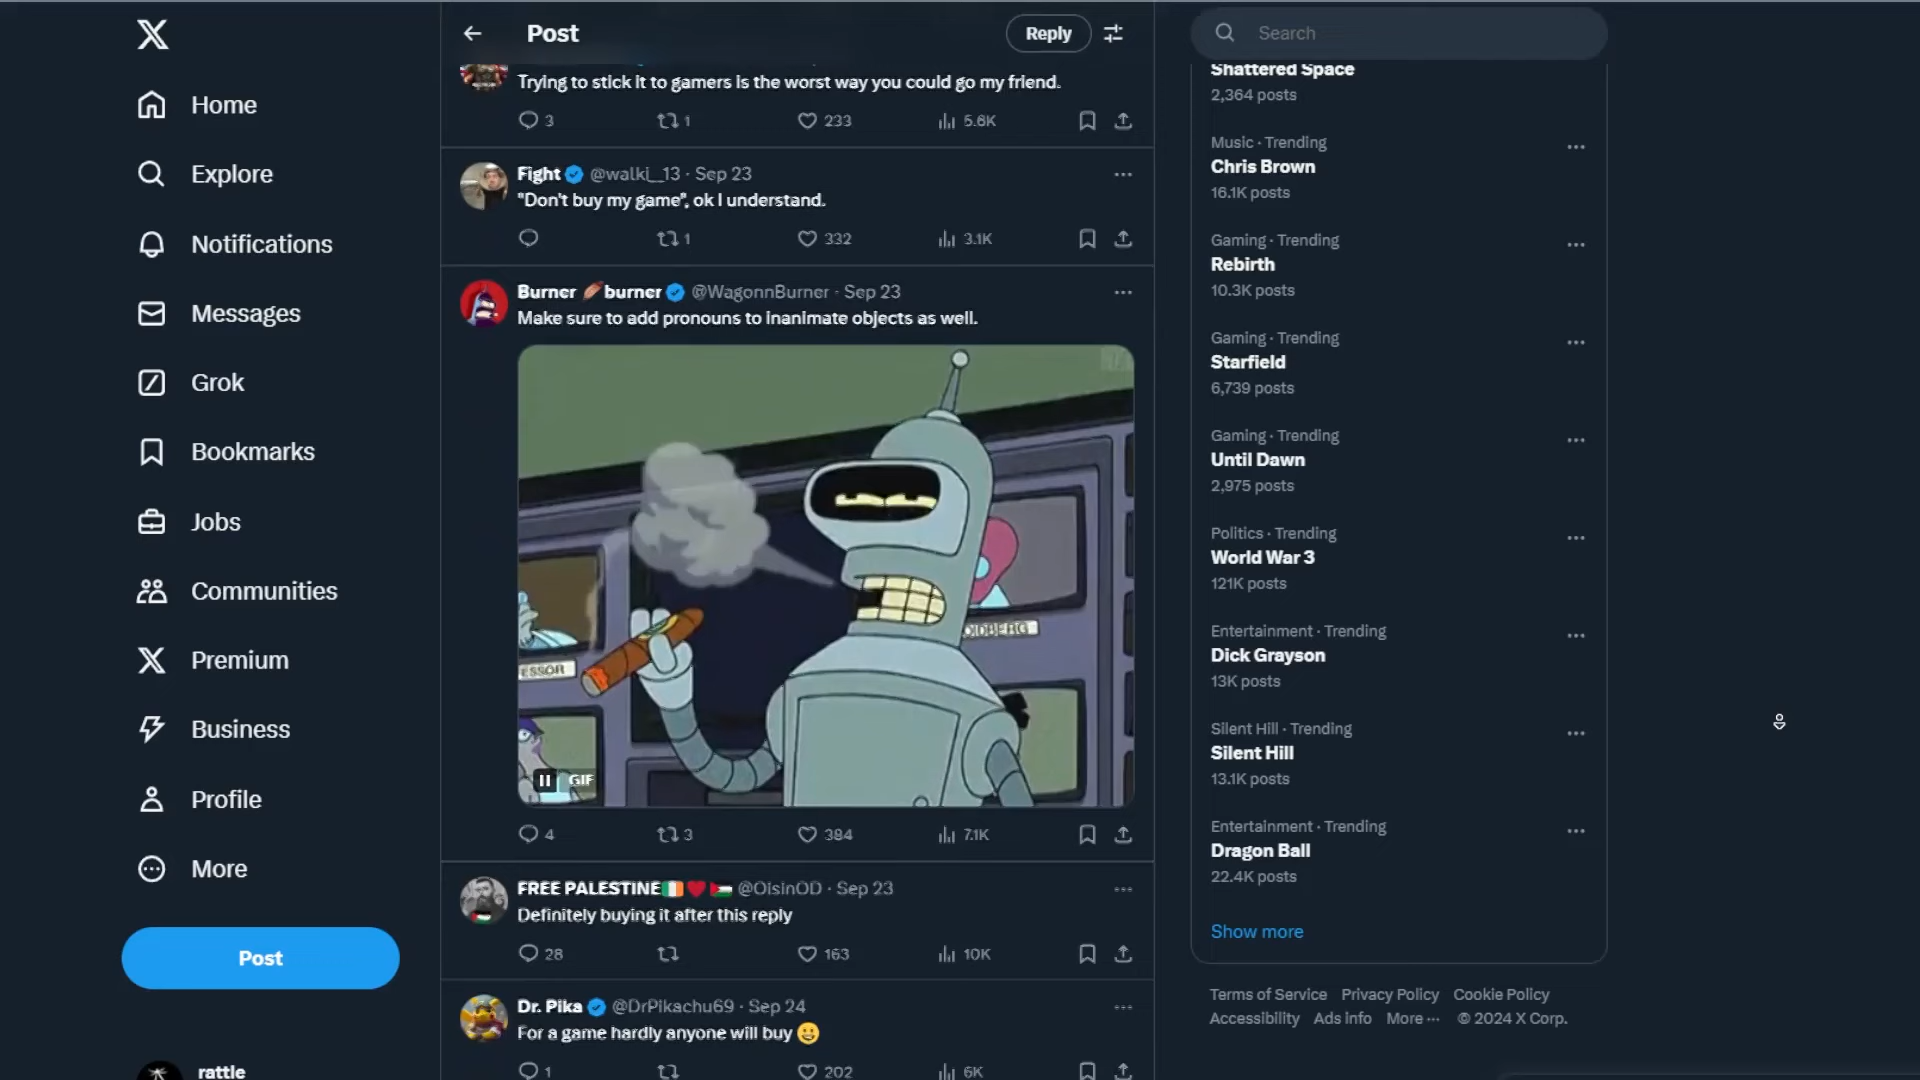 Home
Explore
Notifications
Messages
Grok
Bookmarks
Jobs
Communities
Premium
Business
Profile
More
Post
rattle
Post
Reply
Trying to stick it to gamers is the worst way you could go my friend.
3 1 233 5.6K
Fight @walki__13 · Sep 23
"Don't buy my game", ok I understand.
1 332 3.1K
Burner burner @WagonnBurner · Sep 23
Make sure to add pronouns to inanimate objects as well.
ESSOR
OIDBERG
GIF
4 3 384 7.1K
FREE PALESTINE @OisinOD · Sep 23
Definitely buying it after this reply
28 163 10K
Dr. Pika @DrPikachu69 · Sep 24
For a game hardly anyone will buy 😀
1 202 6K
Search
Shattered Space
2,364 posts
Music · Trending
Chris Brown
16.1K posts
Gaming · Trending
Rebirth
10.3K posts
Gaming · Trending
Starfield
6,739 posts
Gaming · Trending
Until Dawn
2,975 posts
Politics · Trending
World War 3
121K posts
Entertainment · Trending
Dick Grayson
13K posts
Silent Hill · Trending
Silent Hill
13.1K posts
Entertainment · Trending
Dragon Ball
22.4K posts
Show more
Terms of Service Privacy Policy Cookie Policy
Accessibility Ads info More ··· © 2024 X Corp.